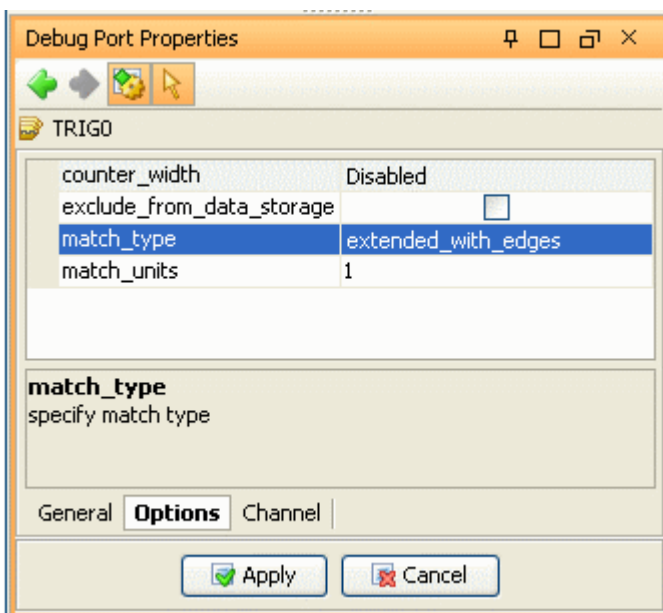 Debug Port Properties
TRIG0
counter_width Disabled
exclude_from_data_storage
match_type extended_with_edges
match_units 1
match_type
specify match type
General Options Channel
Apply Cancel